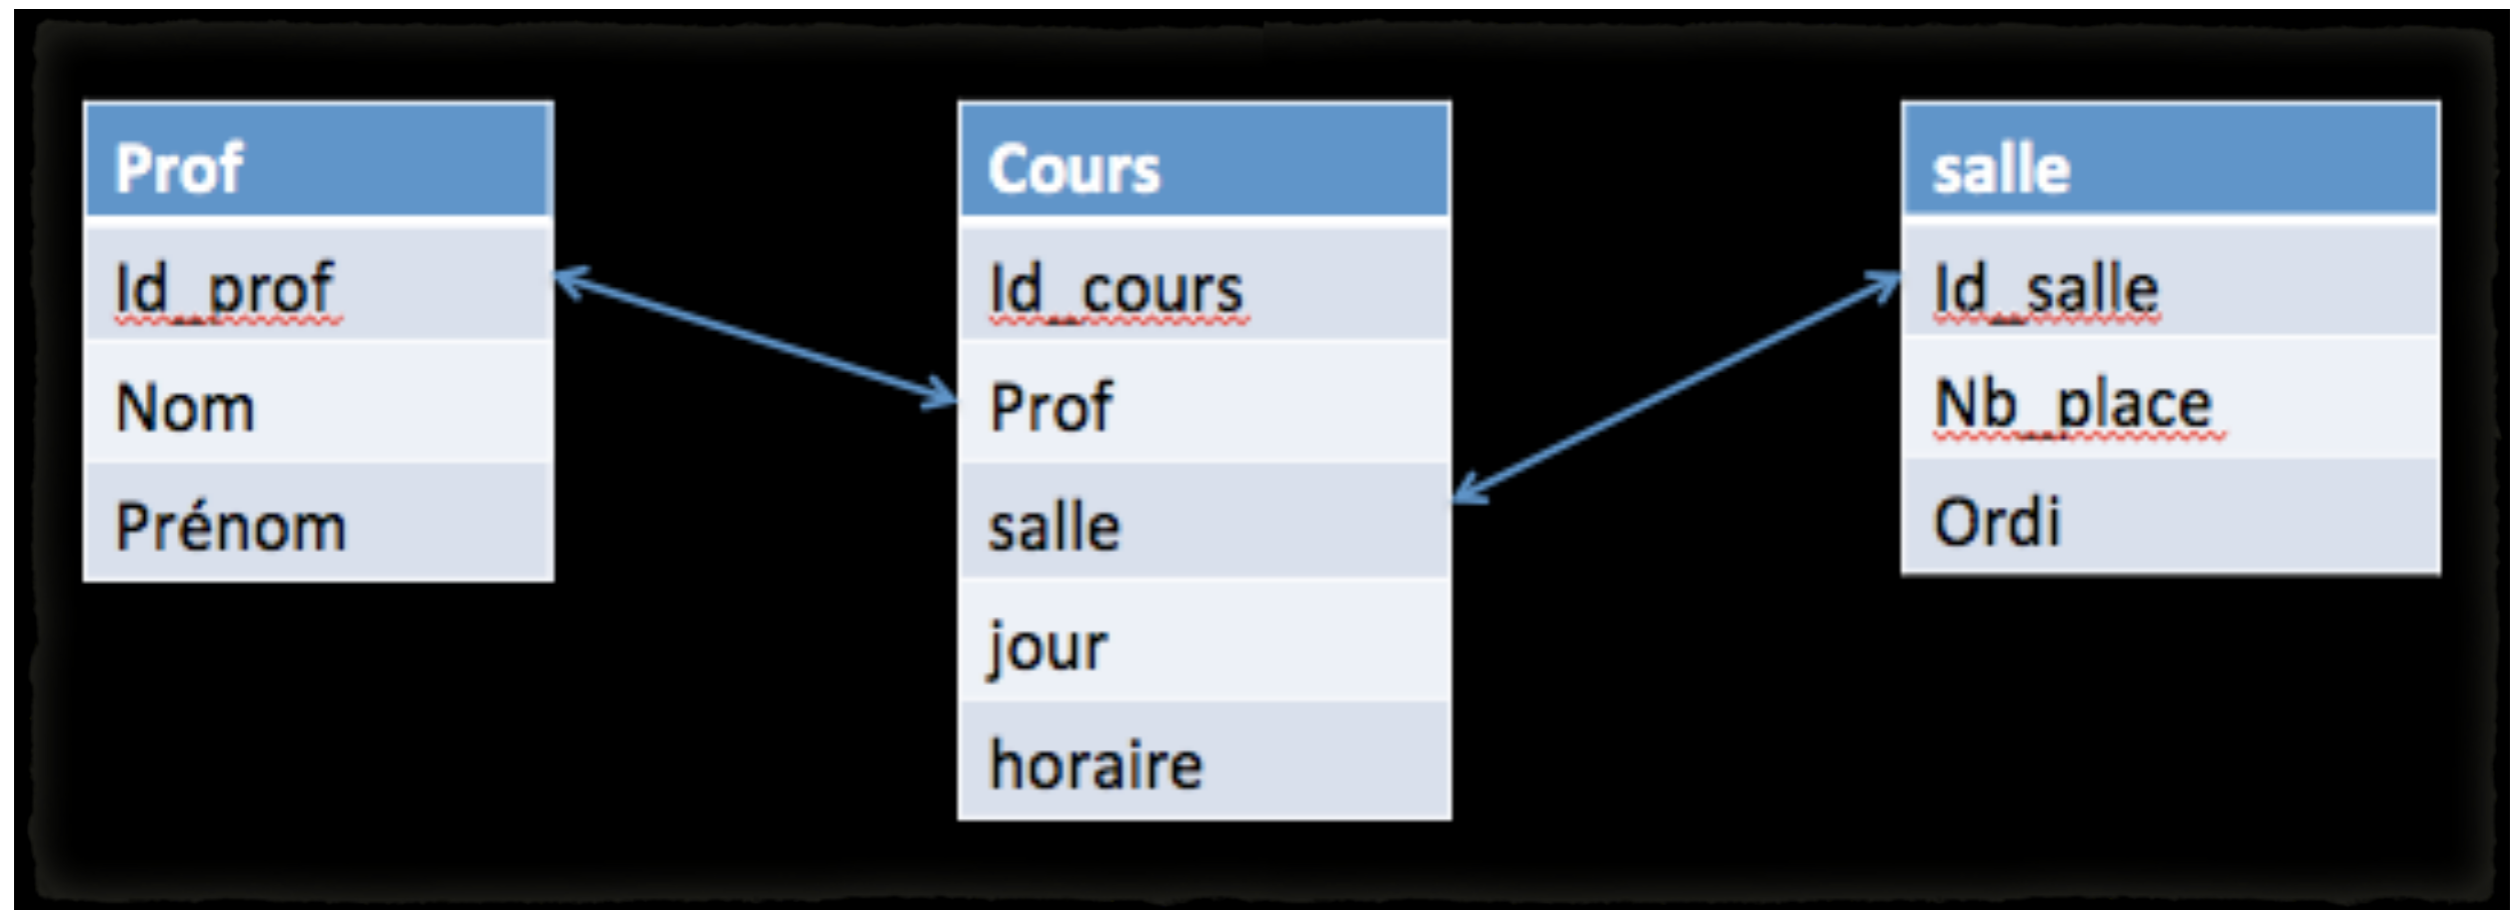 Prof
Id_prof
Nom
Prénom
Cours
Id_cours
Prof
salle
jour
horaire
salle
Id_salle
Nb_place
Ordi